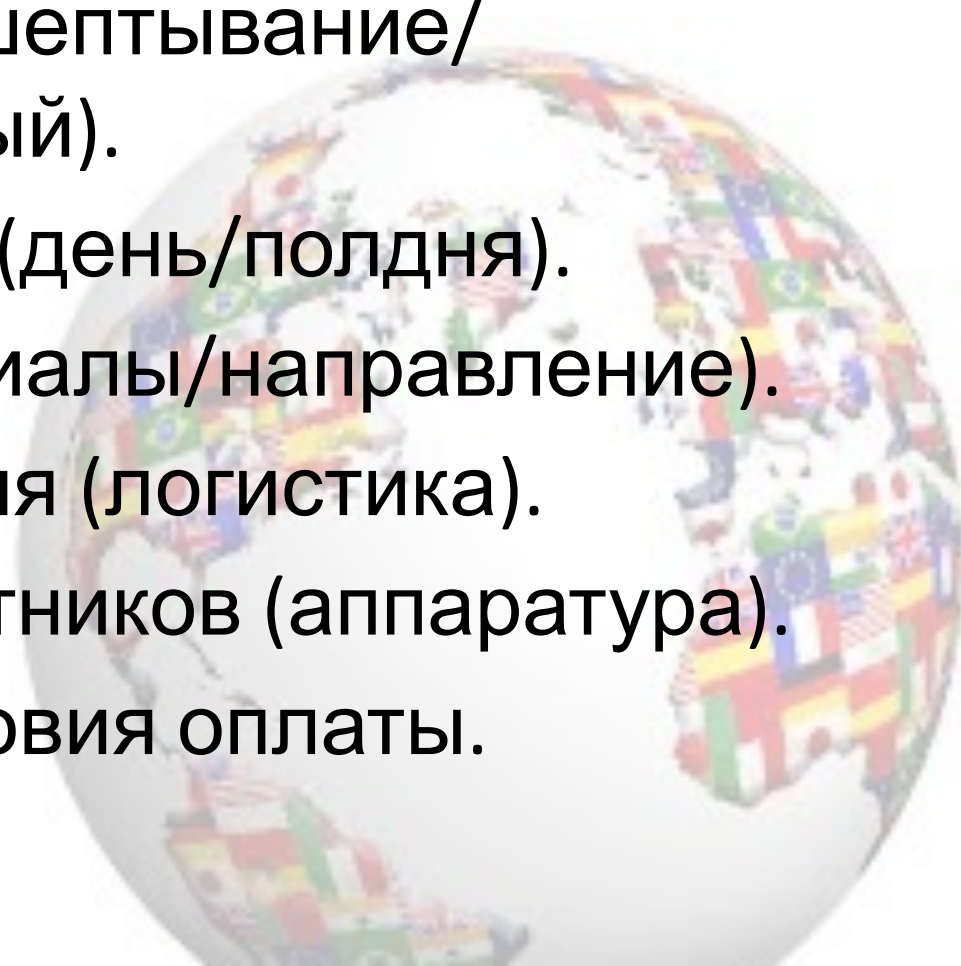 шептывание/
ый).
(день/полдня).
иалы/направление).
ия (логистика).
тников (аппаратура).
овия оплаты.